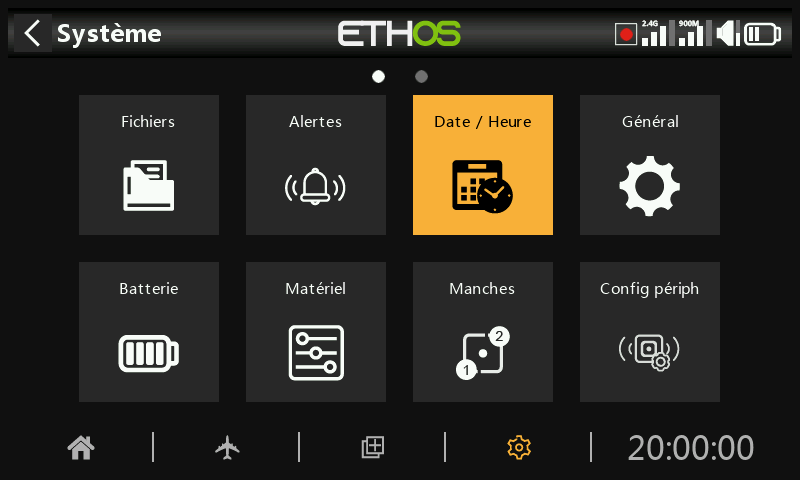 Système
ETHOS
2.4G
900M
Fichiers
Alertes
Date / Heure
Général
Batterie
Matériel
Manches
2
1
Config périph
20:00:00